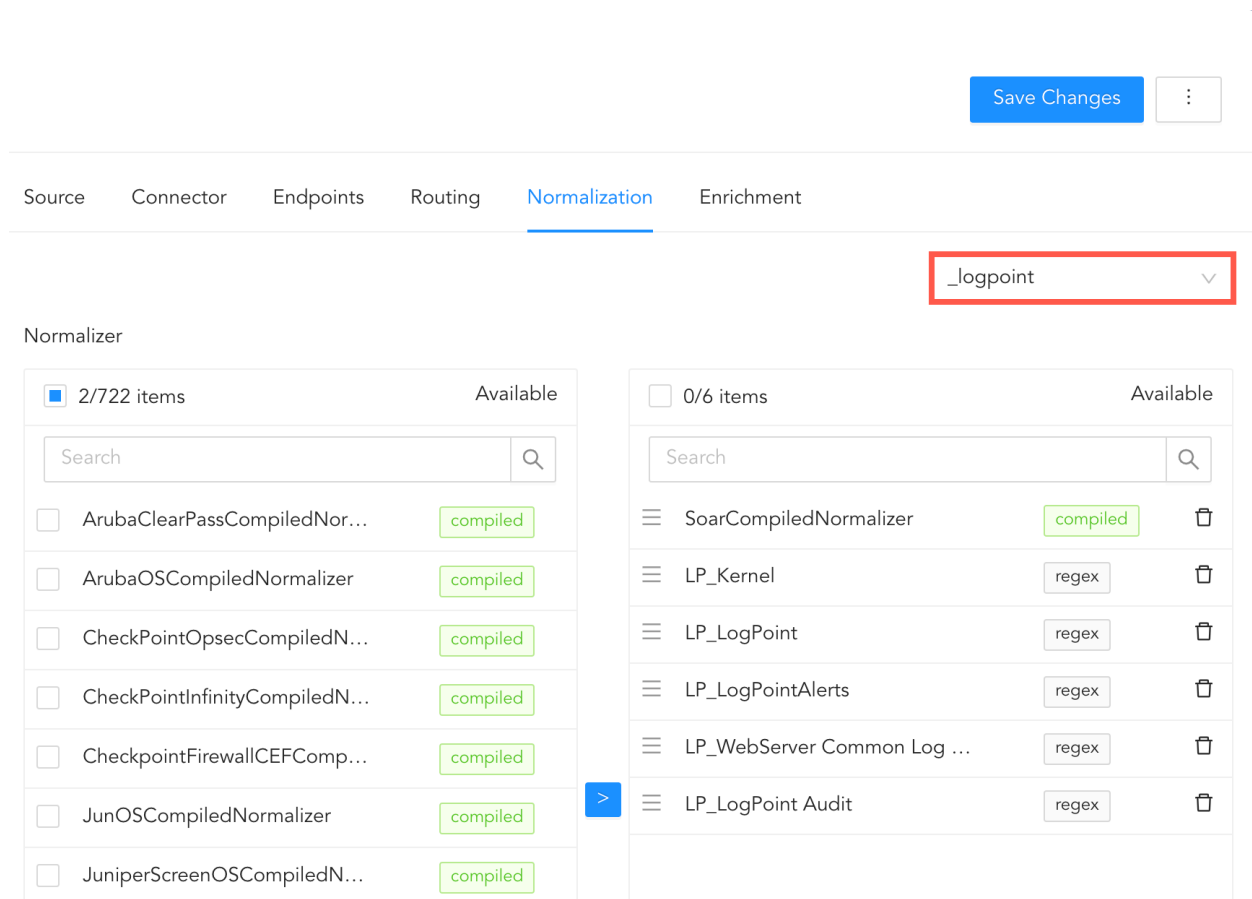 Save Changes
Source Connector Endpoints Routing Normalization Enrichment
_logpoint
Normalizer
2/722 items Available
Search
ArubaClearPassCompiledNor... compiled
ArubaOSCompiledNormalizer compiled
CheckPointOpsecCompiledN... compiled
CheckPointInfinityCompiledN... compiled
CheckpointFirewallCEFComp... compiled
JunOSCompiledNormalizer compiled
JuniperScreenOSCompiledN... compiled
>
0/6 items Available
Search
SoarCompiledNormalizer compiled
LP_Kernel regex
LP_LogPoint regex
LP_LogPointAlerts regex
LP_WebServer Common Log ... regex
LP_LogPoint Audit regex